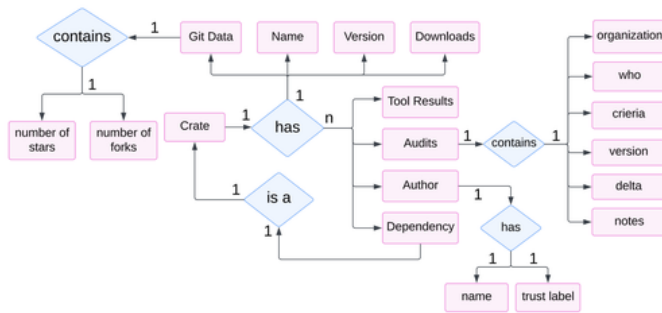 contains
1
Git Data
Name
Version
Downloads
organization
1
number of
stars
number of
forks
1
who
Crate
1
has
n
Tool Results
crieria
Audits
1
contains
1
version
1
is a
Author
1
delta
1
Dependency
has
notes
1
1
name
trust label